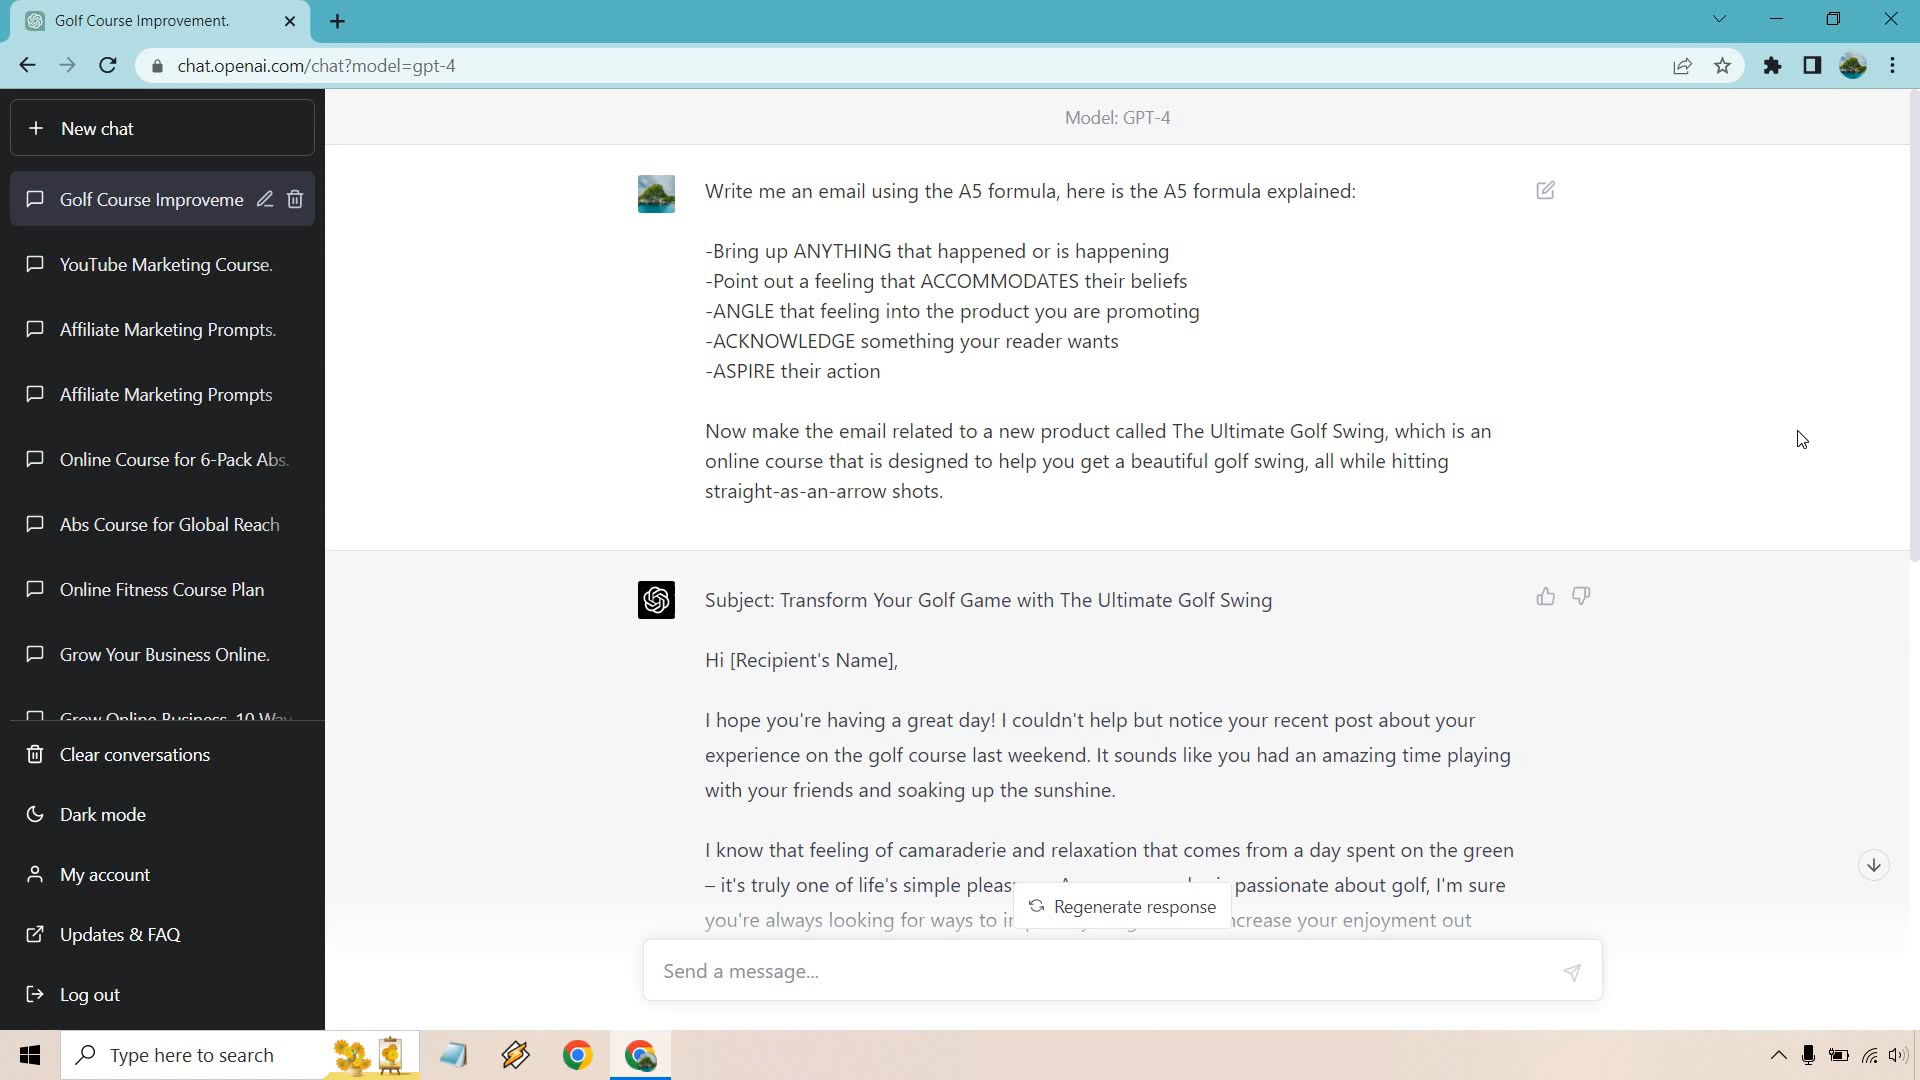 Golf Course Improvement.
chat.openai.com/chat?model=gpt-4
New chat
Golf Course Improveme
YouTube Marketing Course.
Affiliate Marketing Prompts.
Affiliate Marketing Prompts
Online Course for 6-Pack Abs.
Abs Course for Global Reach
Online Fitness Course Plan
Grow Your Business Online.
Grow Online Business, 10 Way
Clear conversations
Dark mode
My account
Updates & FAQ
Log out
Model: GPT-4
Write me an email using the A5 formula, here is the A5 formula explained:
-Bring up ANYTHING that happened or is happening
-Point out a feeling that ACCOMMODATES their beliefs
-ANGLE that feeling into the product you are promoting
-ACKNOWLEDGE something your reader wants
-ASPIRE their action
Now make the email related to a new product called The Ultimate Golf Swing, which is an
online course that is designed to help you get a beautiful golf swing, all while hitting
straight-as-an-arrow shots.
Subject: Transform Your Golf Game with The Ultimate Golf Swing
Hi [Recipient's Name],
I hope you're having a great day! I couldn't help but notice your recent post about your
experience on the golf course last weekend. It sounds like you had an amazing time playing
with your friends and soaking up the sunshine.
I know that feeling of camaraderie and relaxation that comes from a day spent on the green
– it's truly one of life's simple passionate about golf, I'm sure
you're always looking for ways to increase your enjoyment out
Regenerate response
Send a message...
Type here to search